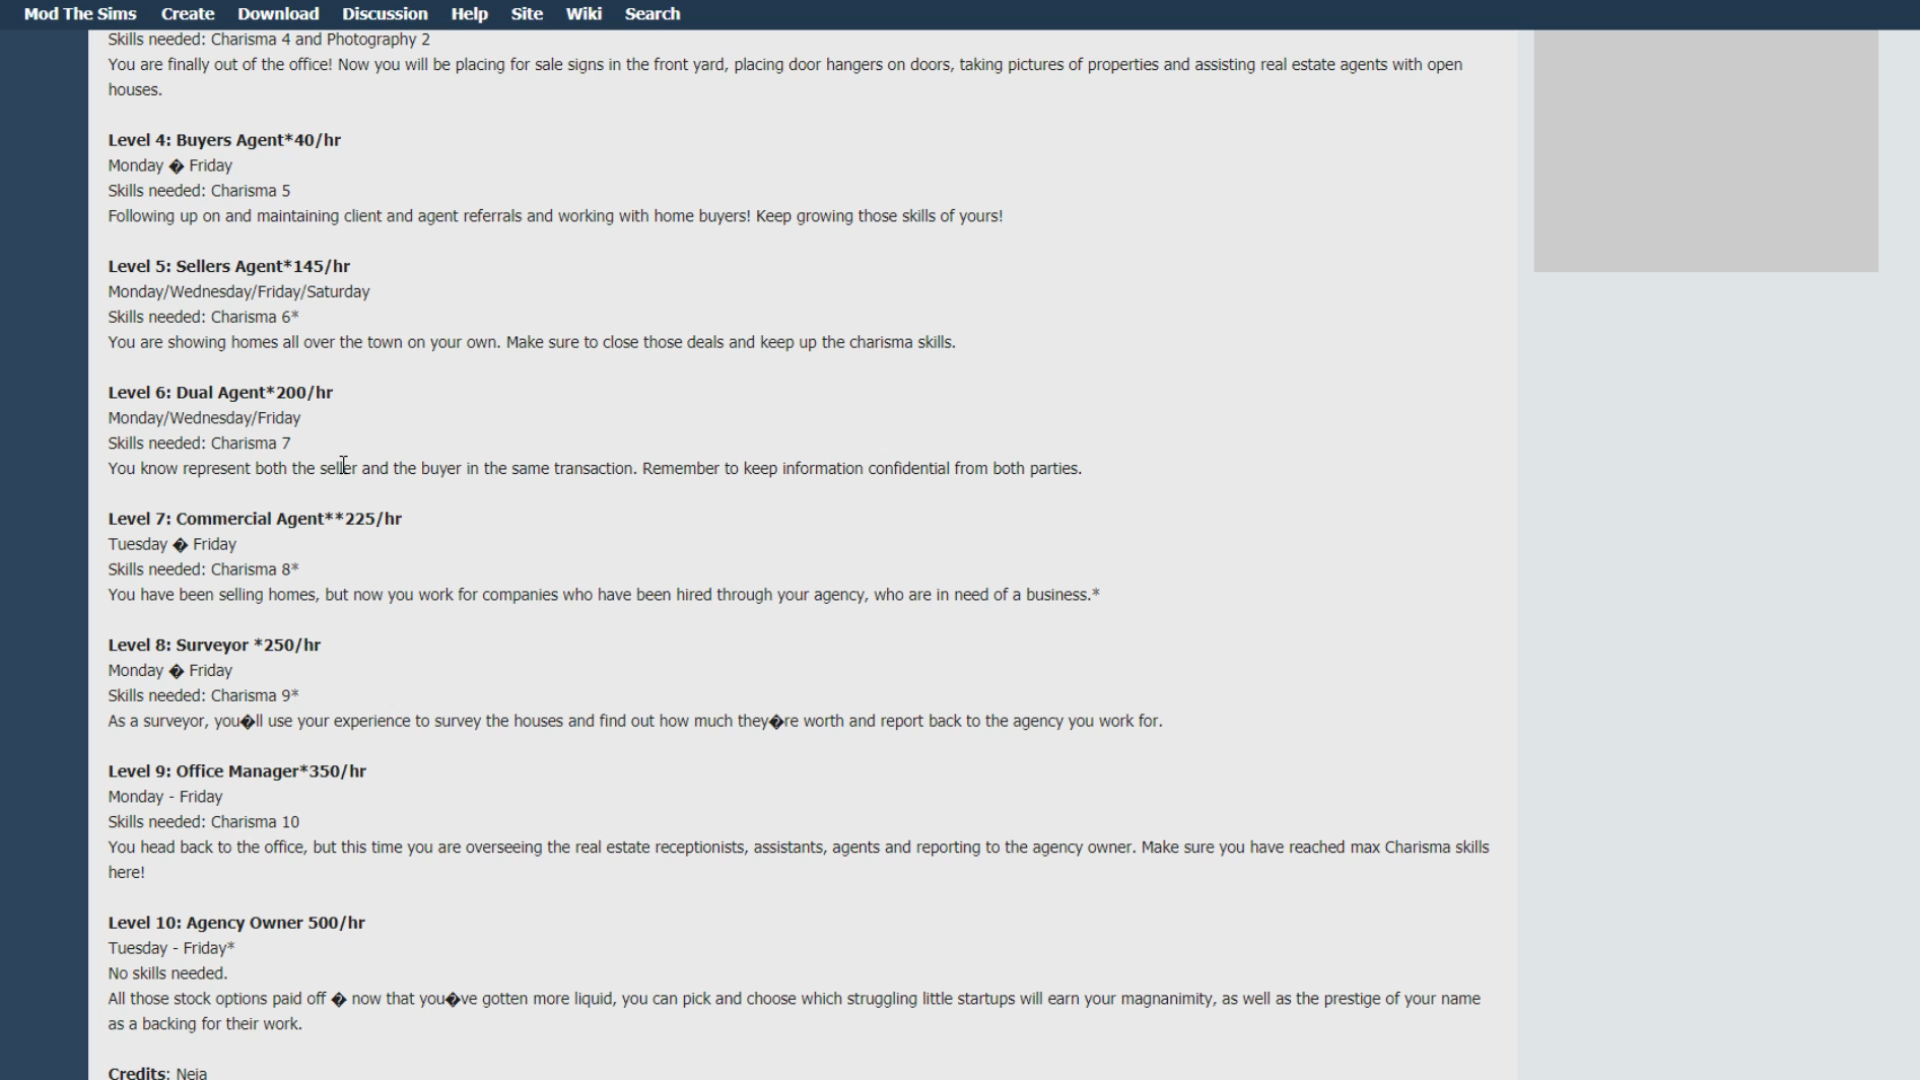 Mod The Sims Create Download Discussion Help Site Wiki Search
Skills needed: Charisma 4 and Photography 2
You are finally out of the office! Now you will be placing for sale signs in the front yard, placing door hangers on doors, taking pictures of properties and assisting real estate agents with open
houses.
Level 4: Buyers Agent*40/hr
Monday � Friday
Skills needed: Charisma 5
Following up on and maintaining client and agent referrals and working with home buyers! Keep growing those skills of yours!
Level 5: Sellers Agent*145/hr
Monday/Wednesday/Friday/Saturday
Skills needed: Charisma 6*
You are showing homes all over the town on your own. Make sure to close those deals and keep up the charisma skills.
Level 6: Dual Agent*200/hr
Monday/Wednesday/Friday
Skills needed: Charisma 7
You know represent both the seller and the buyer in the same transaction. Remember to keep information confidential from both parties.
Level 7: Commercial Agent**225/hr
Tuesday � Friday
Skills needed: Charisma 8*
You have been selling homes, but now you work for companies who have been hired through your agency, who are in need of a business.*
Level 8: Surveyor *250/hr
Monday � Friday
Skills needed: Charisma 9*
As a surveyor, you�ll use your experience to survey the houses and find out how much they�re worth and report back to the agency you work for.
Level 9: Office Manager*350/hr
Monday - Friday
Skills needed: Charisma 10
You head back to the office, but this time you are overseeing the real estate receptionists, assistants, agents and reporting to the agency owner. Make sure you have reached max Charisma skills
here!
Level 10: Agency Owner 500/hr
Tuesday - Friday*
No skills needed.
All those stock options paid off � now that you�ve gotten more liquid, you can pick and choose which struggling little startups will earn your magnanimity, as well as the prestige of your name
as a backing for their work.
Credits: Neia